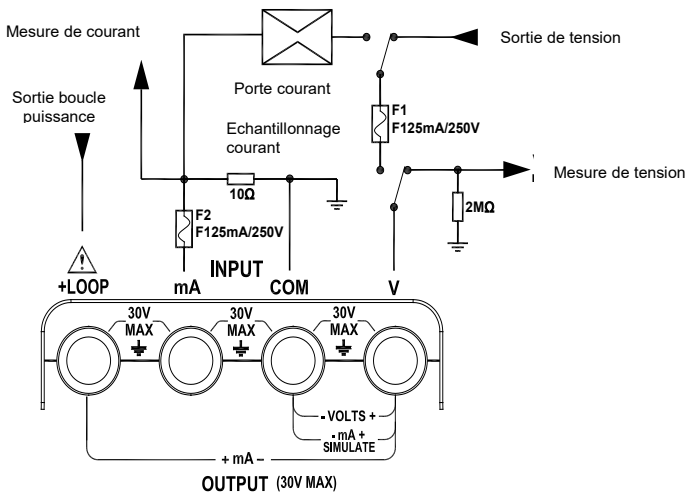 Mesure de courant
Sortie de tension
Sortie boucle
puissance
Porte courant
Echantillonnage
courant
F1
F125mA/250V
Mesure de tension
10Ω
2MΩ
F2
F125mA/250V
INPUT
+LOOP
mA
COM
V
30V
MAX
30V
MAX
30V
MAX
- VOLTS +
- mA +
SIMULATE
+ mA -
OUTPUT (30V MAX)